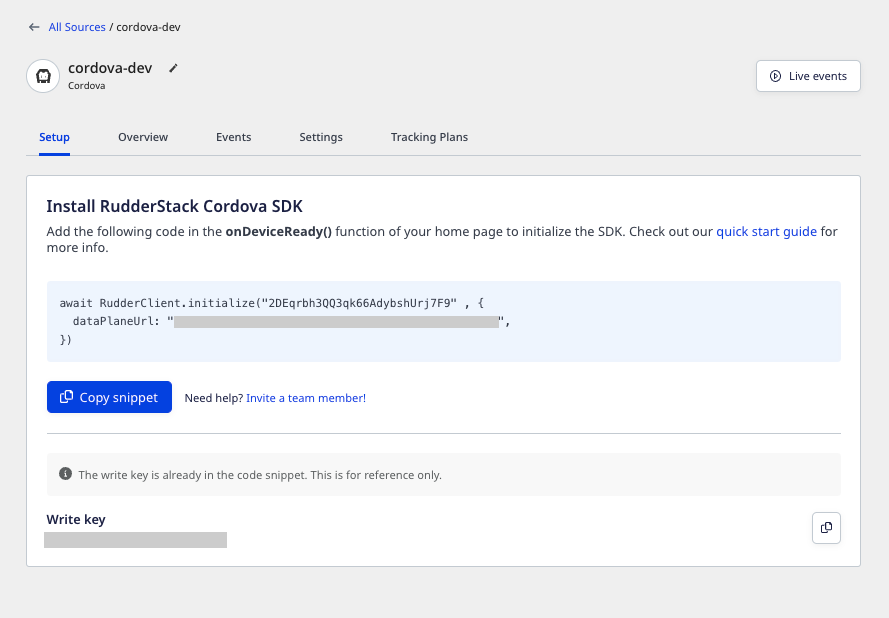 All Sources / cordova-dev
cordova-dev
Cordova
Live events
Setup
Overview
Events
Settings
Tracking Plans
Install RudderStack Cordova SDK
Add the following code in the onDeviceReady() function of your home page to initialize the SDK. Check out our quick start guide for
more info.
await RudderClient.initialize("2DEqrbh3QQ3qk66AdybshUrj7F9" , {
dataPlaneUrl: "",
})
Copy snippet
Need help? Invite a team member!
The write key is already in the code snippet. This is for reference only.
Write key